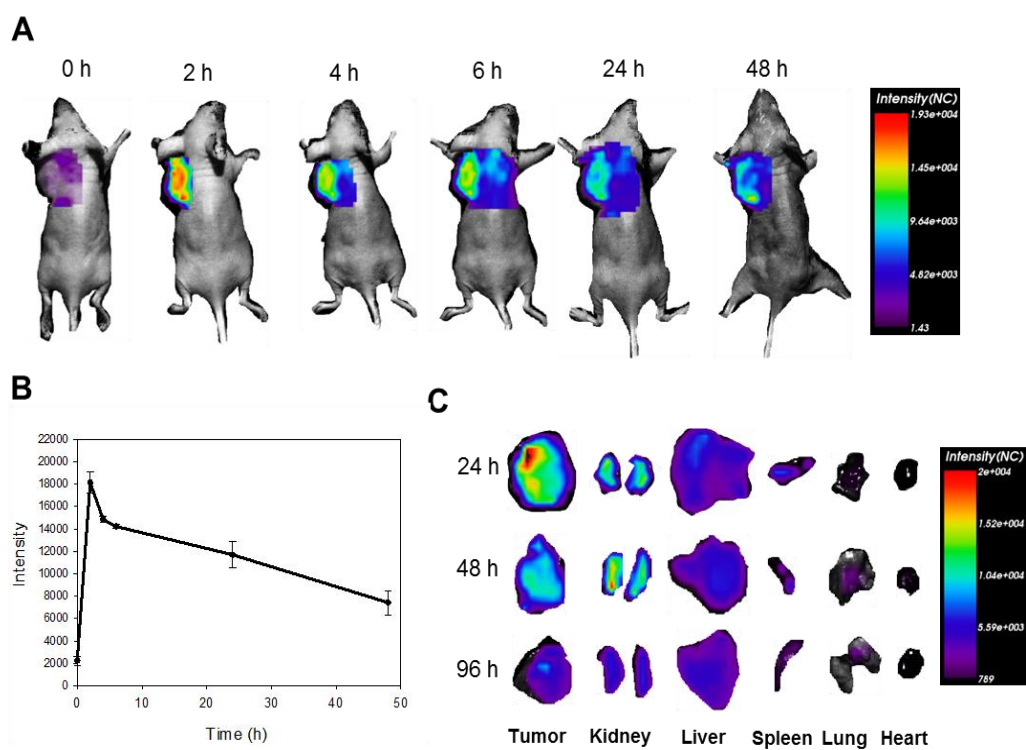 A
0 h
2 h
4 h
6 h
24 h
48 h
Intensity(NC)
1.93e+004
1.45e+004
9.64e+003
4.82e+003
1.43
B
22000
20000
18000
16000
14000
12000
10000
8000
6000
4000
2000
0
Intensity
0
10
20
30
40
50
Time (h)
C
24 h
48 h
96 h
Tumor
Kidney
Liver
Spleen
Lung
Heart
Intensity(NC)
2e+004
1.52e+004
1.04e+004
5.59e+003
789